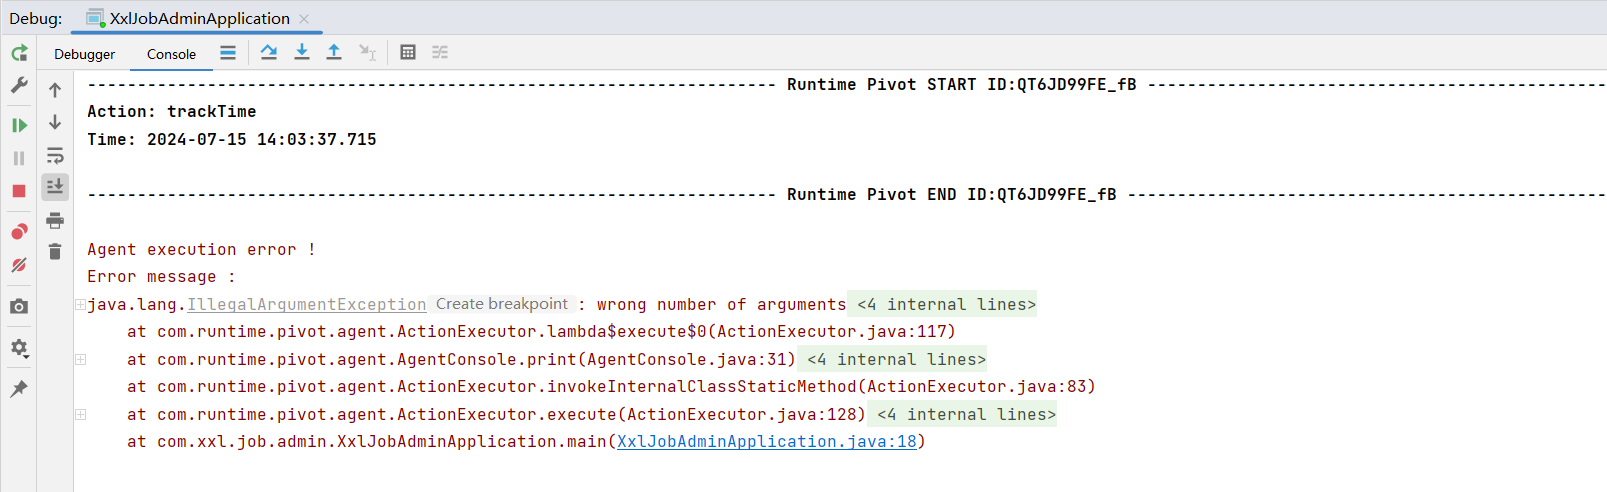 Debug: XxlJobAdminApplication
Debugger Console
--------------------------------------------------------------------- Runtime Pivot START ID:QT6JD99FE_fB ----------------------------------------------
Action: trackTime
Time: 2024-07-15 14:03:37.715
--------------------------------------------------------------------- Runtime Pivot END ID:QT6JD99FE_fB ------------------------------------------------
Agent execution error !
Error message :
java.lang.IllegalArgumentException Create breakpoint : wrong number of arguments <4 internal lines>
at com.runtime.pivot.agent.ActionExecutor.lambda$execute$0(ActionExecutor.java:117)
at com.runtime.pivot.agent.AgentConsole.print(AgentConsole.java:31) <4 internal lines>
at com.runtime.pivot.agent.ActionExecutor.invokeInternalClassStaticMethod(ActionExecutor.java:83)
at com.runtime.pivot.agent.ActionExecutor.execute(ActionExecutor.java:128) <4 internal lines>
at com.xxl.job.admin.XxlJobAdminApplication.main(XxlJobAdminApplication.java:18)